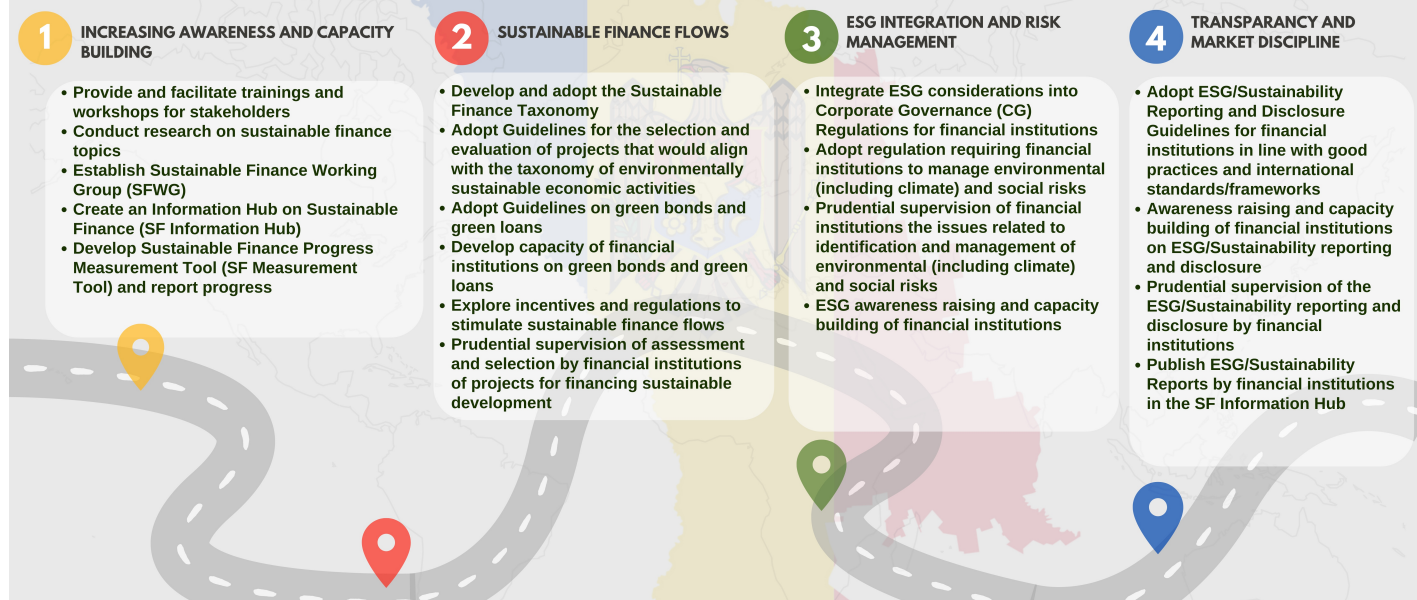 1
INCREASING AWARENESS AND CAPACITY
BUILDING
• Provide and facilitate trainings and
workshops for stakeholders
• Conduct research on sustainable finance
topics
• Establish Sustainable Finance Working
Group (SFWG)
• Create an Information Hub on Sustainable
Finance (SF Information Hub)
• Develop Sustainable Finance Progress
Measurement Tool (SF Measurement
Tool) and report progress
2
SUSTAINABLE FINANCE FLOWS
• Develop and adopt the Sustainable
Finance Taxonomy
• Adopt Guidelines for the selection and
evaluation of projects that would align
with the taxonomy of environmentally
sustainable economic activities
• Adopt Guidelines on green bonds and
green loans
• Develop capacity of financial
institutions on green bonds and green
loans
• Explore incentives and regulations to
stimulate sustainable finance flows
• Prudential supervision of assessment
and selection by financial institutions
of projects for financing sustainable
development
3
ESG INTEGRATION AND RISK
MANAGEMENT
• Integrate ESG considerations into
Corporate Governance (CG)
Regulations for financial institutions
• Adopt regulation requiring financial
institutions to manage environmental
(including climate) and social risks
• Prudential supervision of financial
institutions the issues related to
identification and management of
environmental (including climate)
and social risks
• ESG awareness raising and capacity
building of financial institutions
4
TRANSPARANCY AND
MARKET DISCIPLINE
• Adopt ESG/Sustainability
Reporting and Disclosure
Guidelines for financial
institutions in line with good
practices and international
standards/frameworks
• Awareness raising and capacity
building of financial institutions
on ESG/Sustainability reporting
and disclosure
• Prudential supervision of the
ESG/Sustainability reporting and
disclosure by financial
institutions
• Publish ESG/Sustainability
Reports by financial institutions
in the SF Information Hub